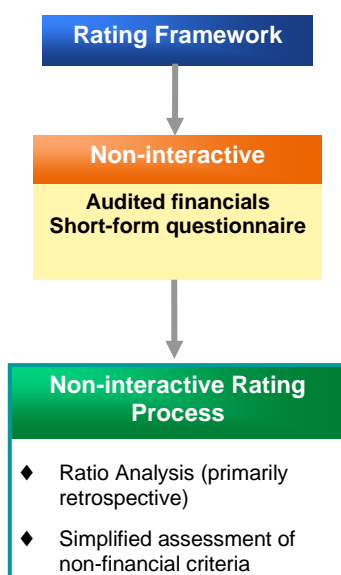 Rating Framework
Non-interactive
Audited financials
Short-form questionnaire
Non-interactive Rating
Process
♦ Ratio Analysis (primarily
retrospective)
♦ Simplified assessment of
non-financial criteria